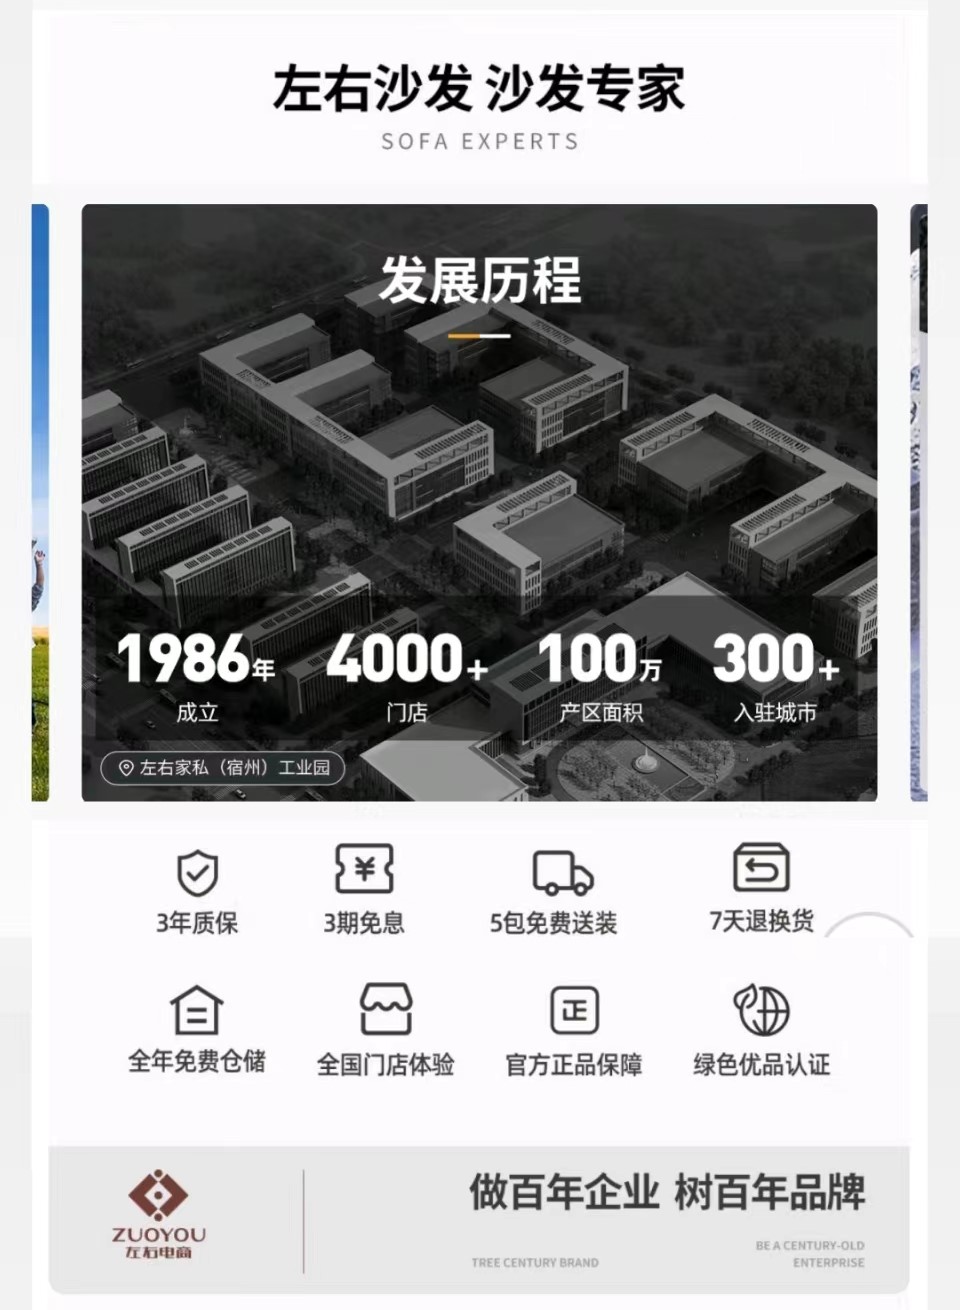 左右沙发 沙发专家
SOFA EXPERTS
发展历程
1986年 4000+ 100万 300+
成立 门店 产区面积 入驻城市
左右家私（宿州）工业园
¥
3年质保 3期免息 5包免费送装 7天退换货
正
全年免费仓储 全国门店体验 官方正品保障 绿色优品认证
做百年企业 树百年品牌
ZUOYOU
左右电商
BE A CENTURY-OLD
TREE CENTURY BRAND ENTERPRISE